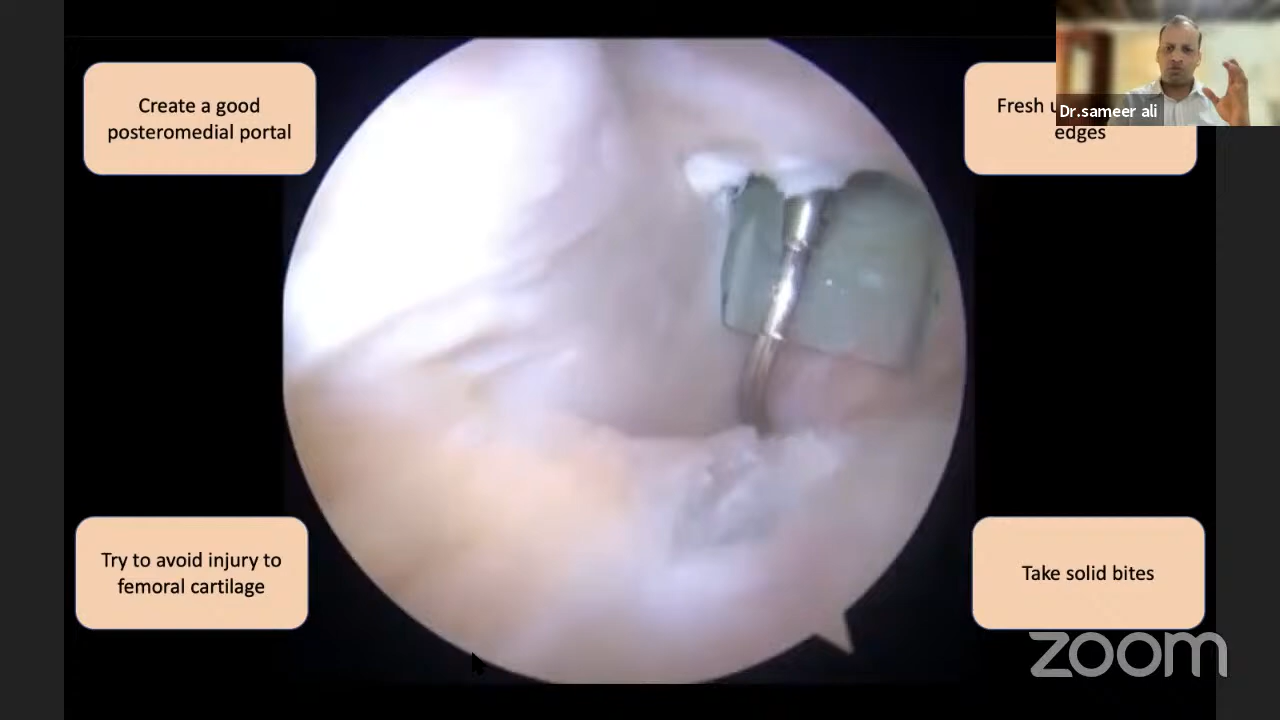 Create a good
posteromedial portal
Fresh
edges
Dr.sameer ali
Try to avoid injury to
femoral cartilage
Take solid bites
zoom